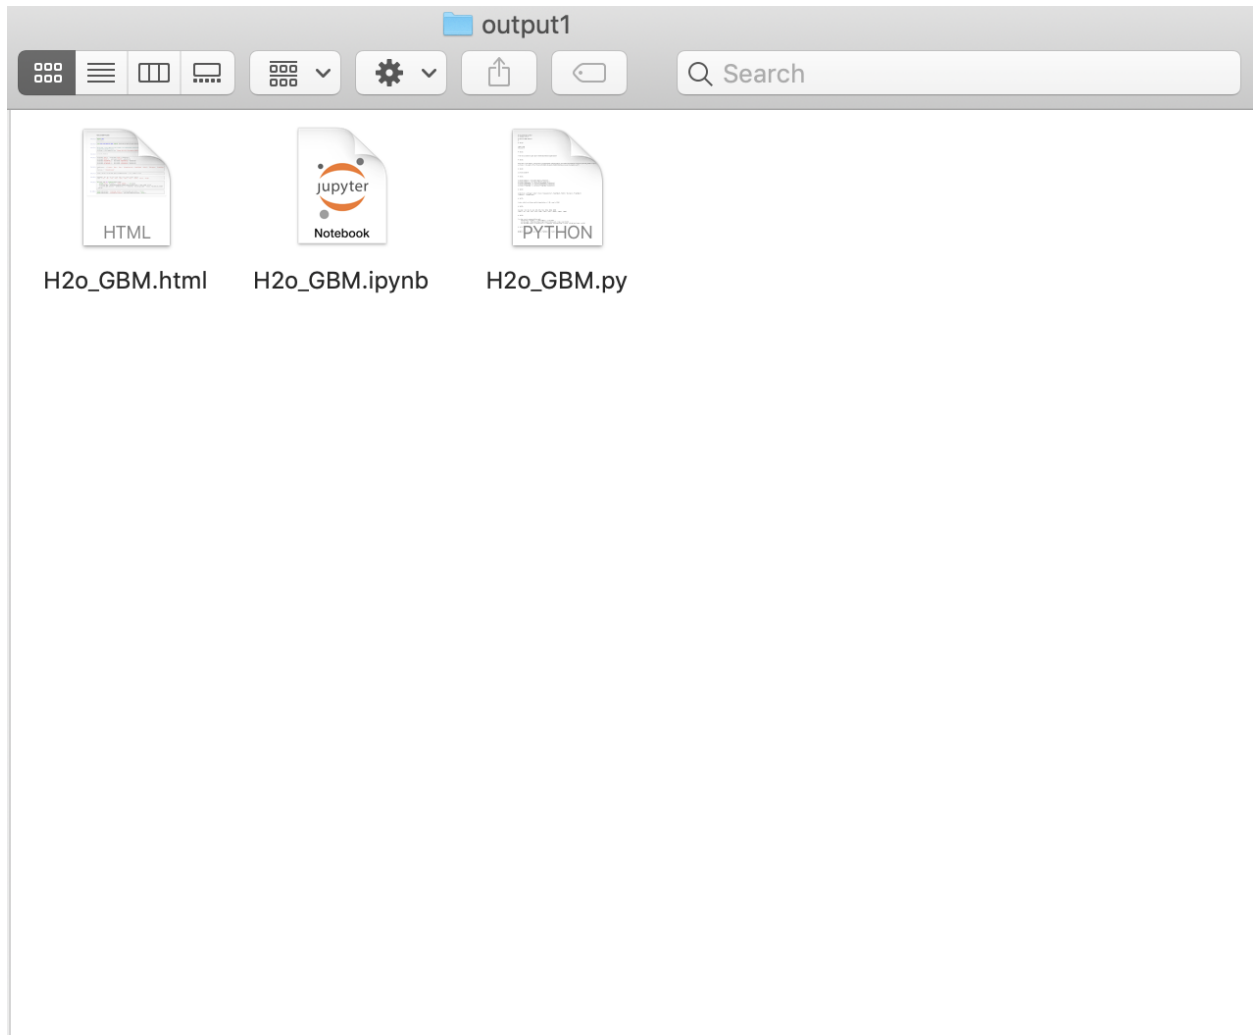 output1
Search
HTML
jupyter
Notebook
PYTHON
H2o_GBM.html
H2o_GBM.ipynb
H2o_GBM.py